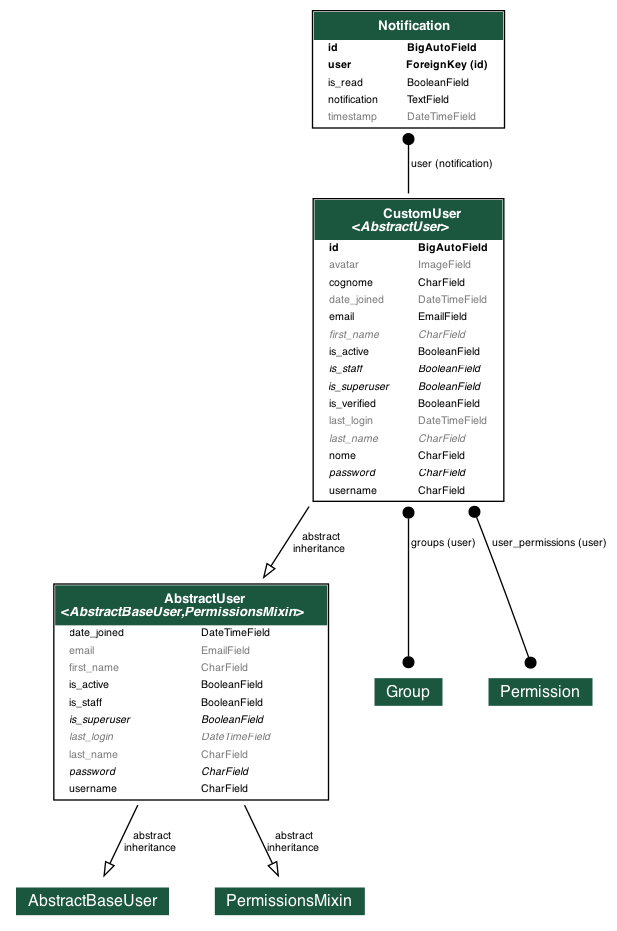 Notification
id BigAutoField
user ForeignKey (id)
is_read BooleanField
notification TextField
timestamp DateTimeField
user (notification)
CustomUser
<AbstractUser>
id BigAutoField
avatar ImageField
cognome CharField
date_joined DateTimeField
email EmailField
first_name CharField
is_active BooleanField
is_staff BooleanField
is_superuser BooleanField
is_verified BooleanField
last_login DateTimeField
last_name CharField
nome CharField
password CharField
username CharField
abstract
inheritance
groups (user)
user_permissions (user)
AbstractUser
<AbstractBaseUser,PermissionsMixin>
date_joined DateTimeField
email EmailField
first_name CharField
is_active BooleanField
is_staff BooleanField
is_superuser BooleanField
last_login DateTimeField
last_name CharField
password CharField
username CharField
Group
Permission
abstract
inheritance
abstract
inheritance
AbstractBaseUser
PermissionsMixin